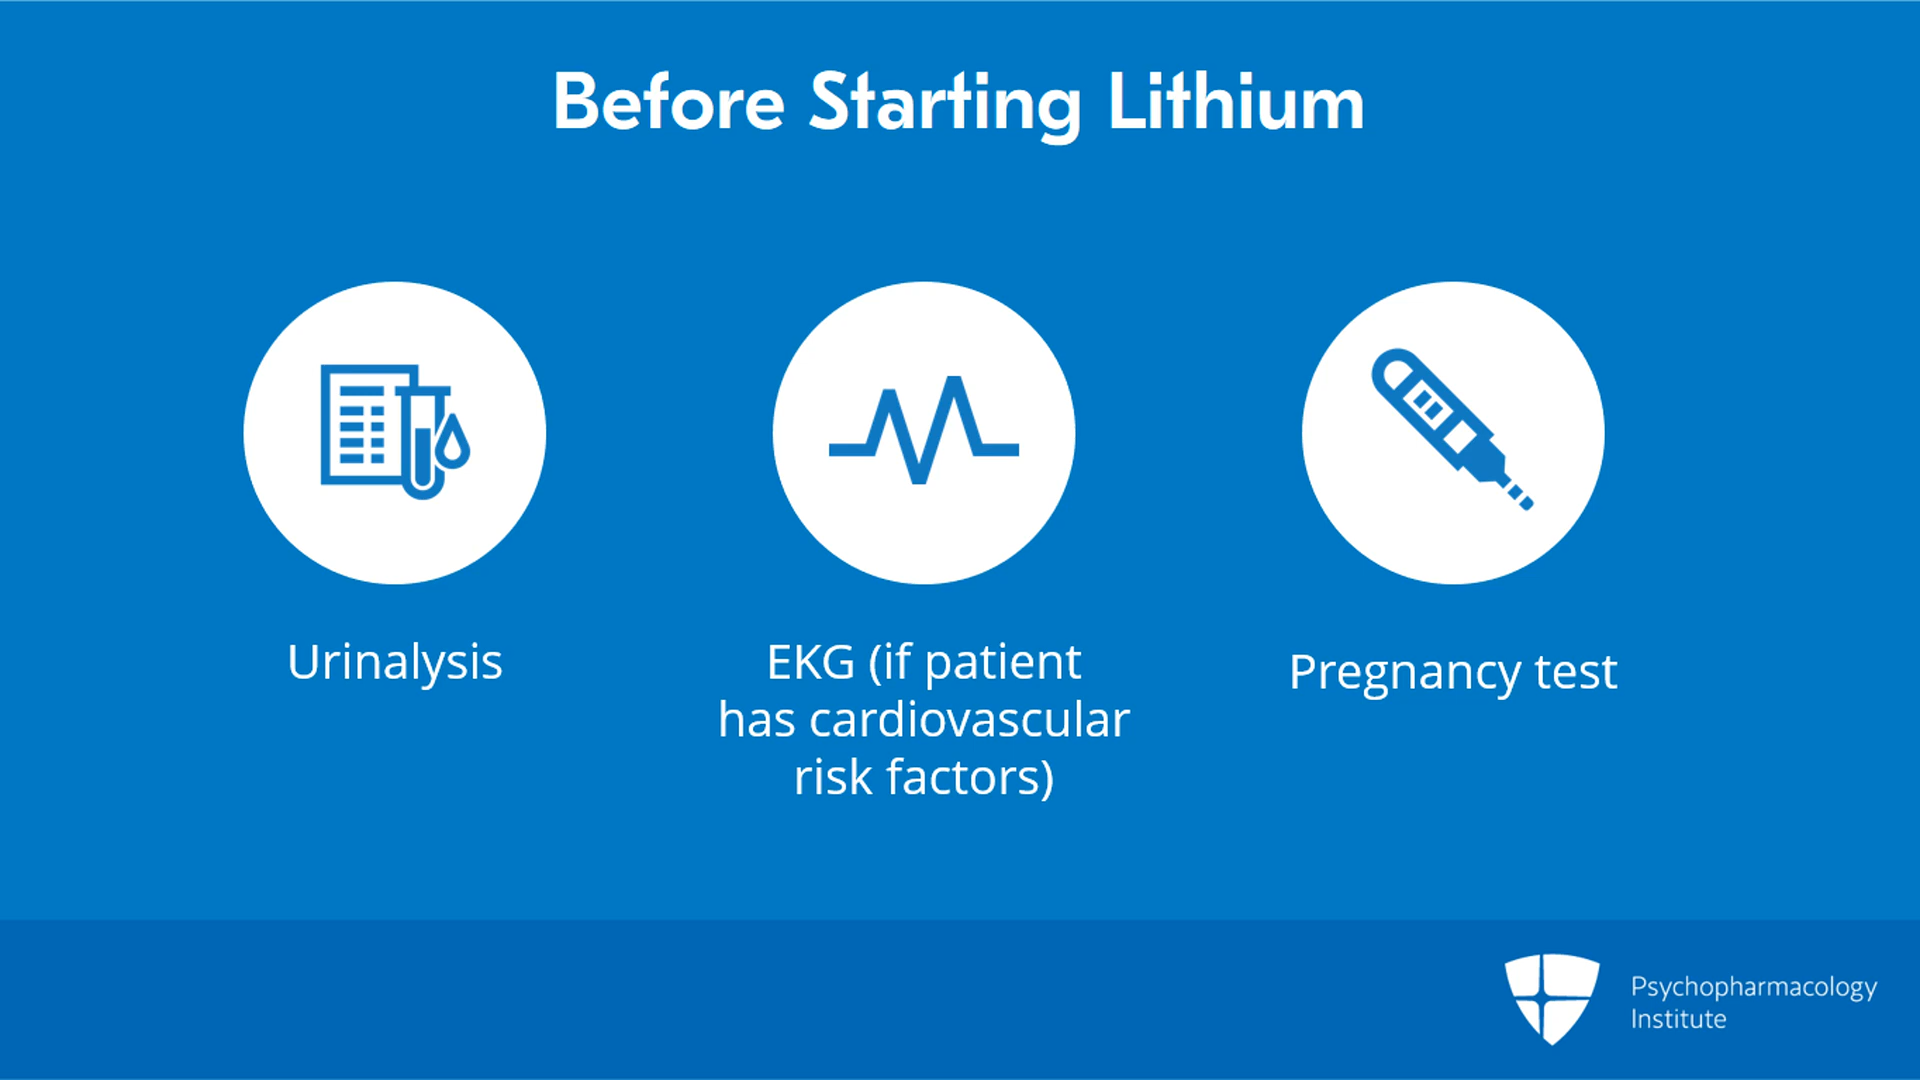 Before Starting Lithium
Urinalysis
EKG (if patient
has cardiovascular
risk factors)
Pregnancy test
Psychopharmacology
Institute